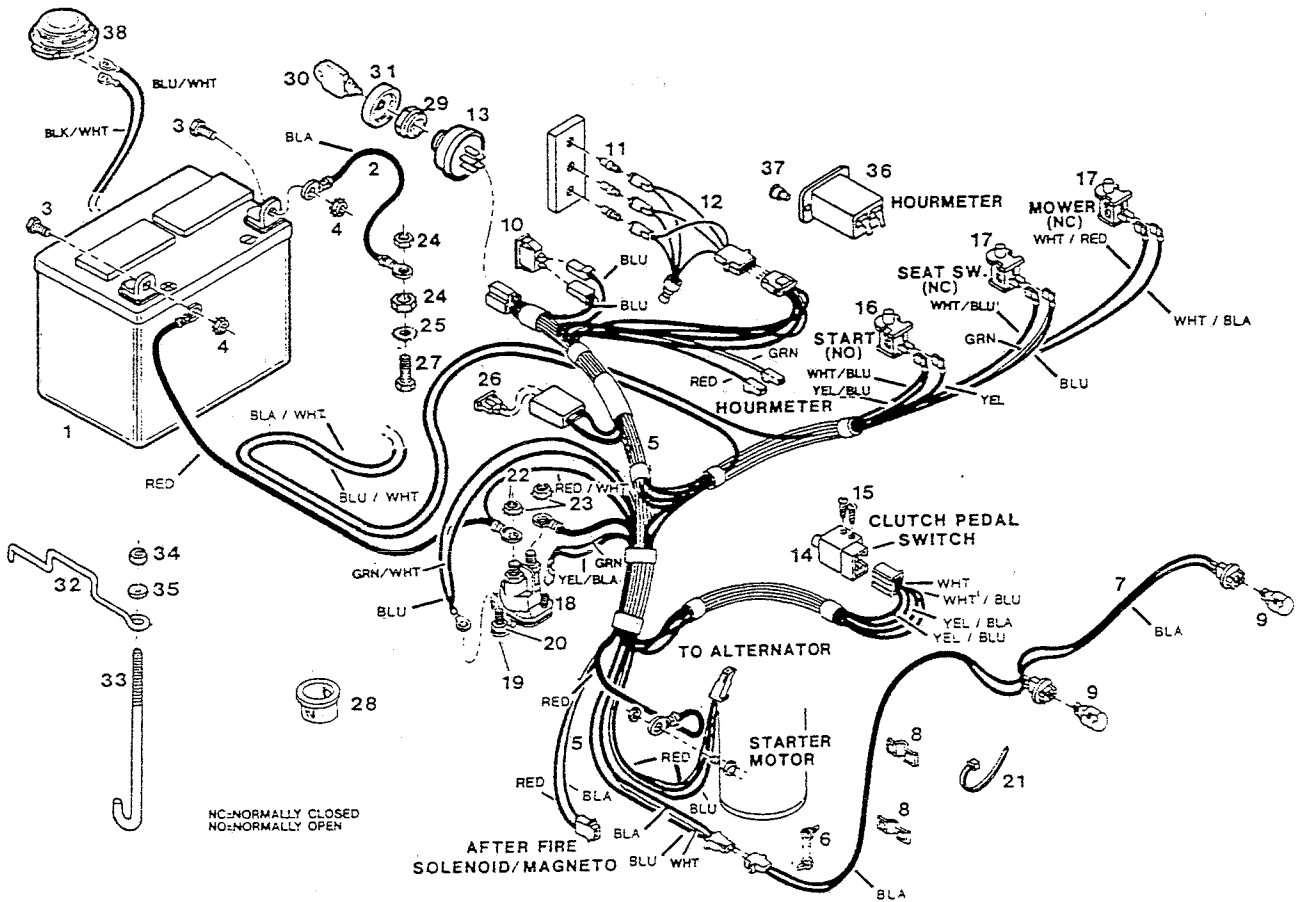 38
BLU/WHT
BLK/WHT
3
30
31
29
13
BLA
2
3
4
24
24
25
27
4
1
RED
11
12
10
BLU
BLU
37
36
HOURMETER
17
MOWER
(NC)
WHT / RED
17
SEAT SW.
(NC)
WHT/BLU
GRN
BLU
WHT / BLA
16
START
(NO)
WHT/BLU
YEL/BLU
YEL
GRN
RED
HOURMETER
26
BLA / WHT
BLU / WHT
5
22
RED / WHT
23
GRN
YEL/BLA
GRN/WHT
BLU
18
20
19
15
CLUTCH PEDAL
SWITCH
14
WHT
WHT / BLU
YEL / BLA
YEL / BLU
7
BLA
9
9
34
35
32
33
28
TO ALTERNATOR
RED
STARTER
MOTOR
5
RED
RED
BLA
BLU
BLA
8
8
21
6
NC=NORMALLY CLOSED
NO=NORMALLY OPEN
AFTER FIRE
SOLENOID/MAGNETO
BLU
WHT
BLA